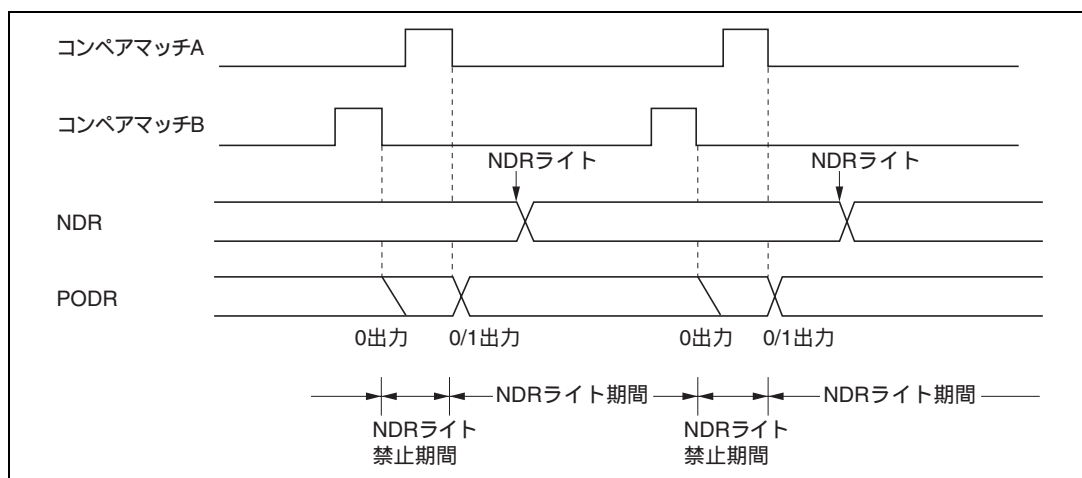 コンペアマッチA
コンペアマッチB
NDRライト NDRライト
NDR
PODR
0出力 0/1出力 0出力 0/1出力
NDRライト期間 NDRライト期間
NDRライト NDRライト
禁止期間 禁止期間